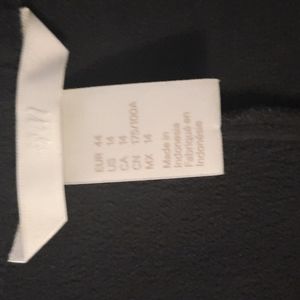 EUR 44
US 14
CA 14
CN 175/100A
MX 14
Made in
Indonesia
Fabriqué en
Indonésie